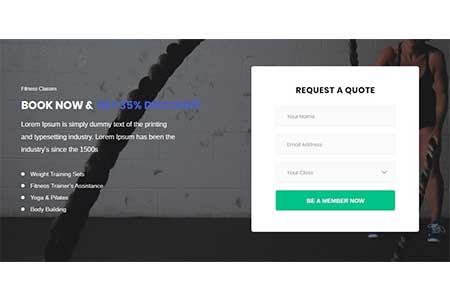 Fitness Classes
BOOK NOW & GET 35% DISCOUNT
Lorem Ipsum is simply dummy text of the printing
and typesetting industry. Lorem Ipsum has been the
industry's since the 1500s
Weight Training Sets
Fitness Trainer's Assistance
Yoga & Pilates
Body Building
REQUEST A QUOTE
Your Name
Email Address
Your Class
BE A MEMBER NOW